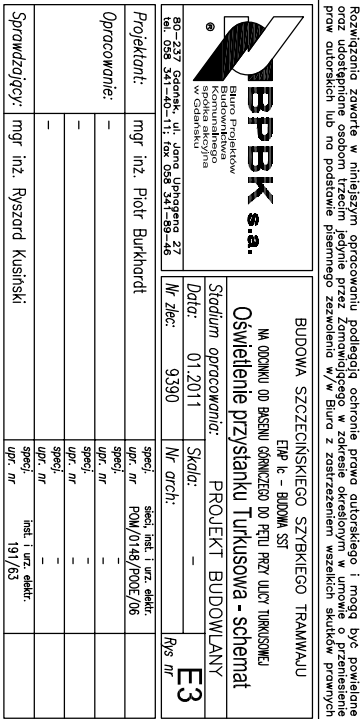 Rozwiązania zawarte w niniejszym opracowaniu podlegają ochronie prawa autorskiego i mogą być powielane
oraz udostępnione osobom trzecim jedynie przez Zamawiającego w zakresie określonym w umowie o przeniesienie
praw autorskich lub na podstawie pisemnego zezwolenia w/w Biura z zastrzeżeniem wszelkich skutków prawnych
BPBK s.a.
®
Biuro Projektów
Budownictwa
Komunalnego
spółka akcyjna
w Gdańsku
80-237 Gdańsk, ul. Jana Uphagena 27
tel. 058 341-40-11; fax 058 341-89-46
BUDOWA SZCZECIŃSKIEGO SZYBKIEGO TRAMWAJU
NA ODCINKU OD BASENU GÓRNICZEGO DO PĘTLI PRZY ULICY TURKUSOWEJ
ETAP Ic - BUDOWA SST
Oświetlenie przystanku Turkusowa - schemat
Stadium opracowania: PROJEKT BUDOWLANY
Data: 01.2011 Skala: -
Nr zlec: 9390 Nr arch:
Rys nr E3
Projektant: mgr inż. Piotr Burkhardt specj. sieci, inst. i urz. elektr.
upr. nr POM/0148/POOE/06
Opracowanie: - specj. -
upr. nr -
- specj. -
upr. nr -
Sprawdzający: mgr inż. Ryszard Kusiński specj. inst. i urz. elektr.
upr. nr 191/63